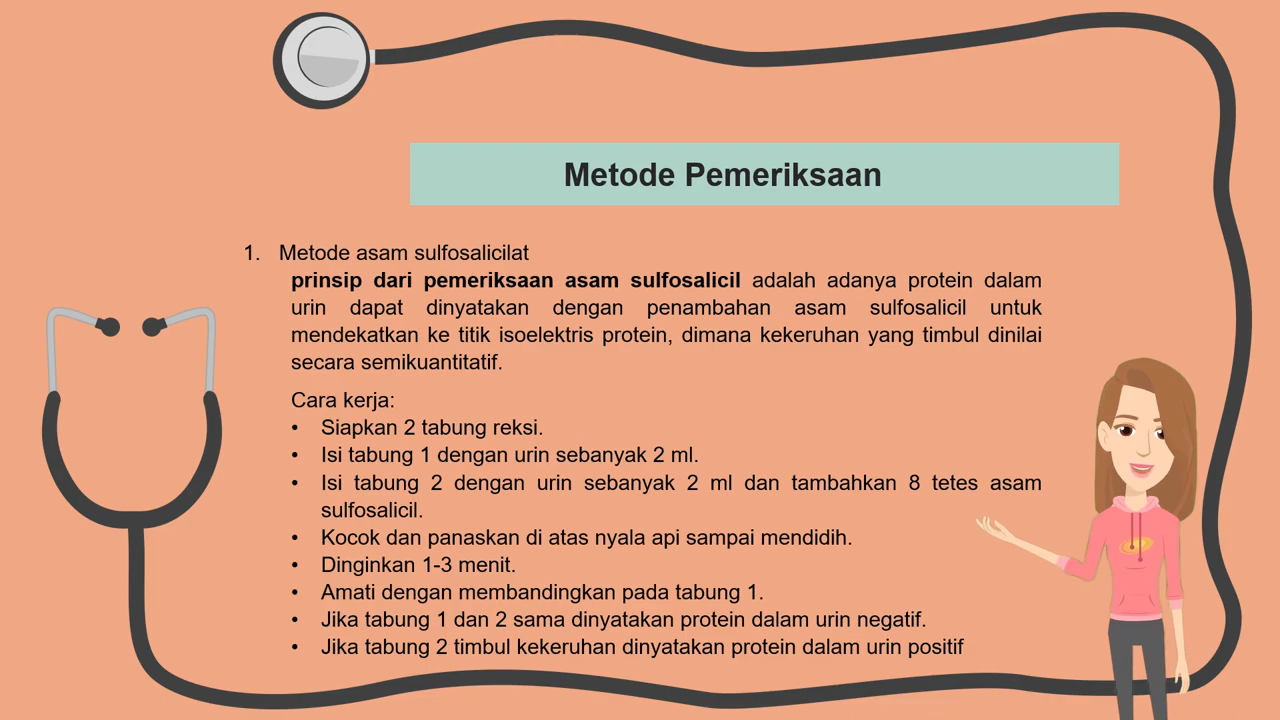 Metode Pemeriksaan
1. Metode asam sulfosalicilat
prinsip dari pemeriksaan asam sulfosalicil adalah adanya protein dalam
urin dapat dinyatakan dengan penambahan asam sulfosalicil untuk
mendekatkan ke titik isoelektris protein, dimana kekeruhan yang timbul dinilai
secara semikuantitatif.
Cara kerja:
• Siapkan 2 tabung reksi.
• Isi tabung 1 dengan urin sebanyak 2 ml.
• Isi tabung 2 dengan urin sebanyak 2 ml dan tambahkan 8 tetes asam
sulfosalicil.
• Kocok dan panaskan di atas nyala api sampai mendidih.
• Dinginkan 1-3 menit.
• Amati dengan membandingkan pada tabung 1.
• Jika tabung 1 dan 2 sama dinyatakan protein dalam urin negatif.
• Jika tabung 2 timbul kekeruhan dinyatakan protein dalam urin positif